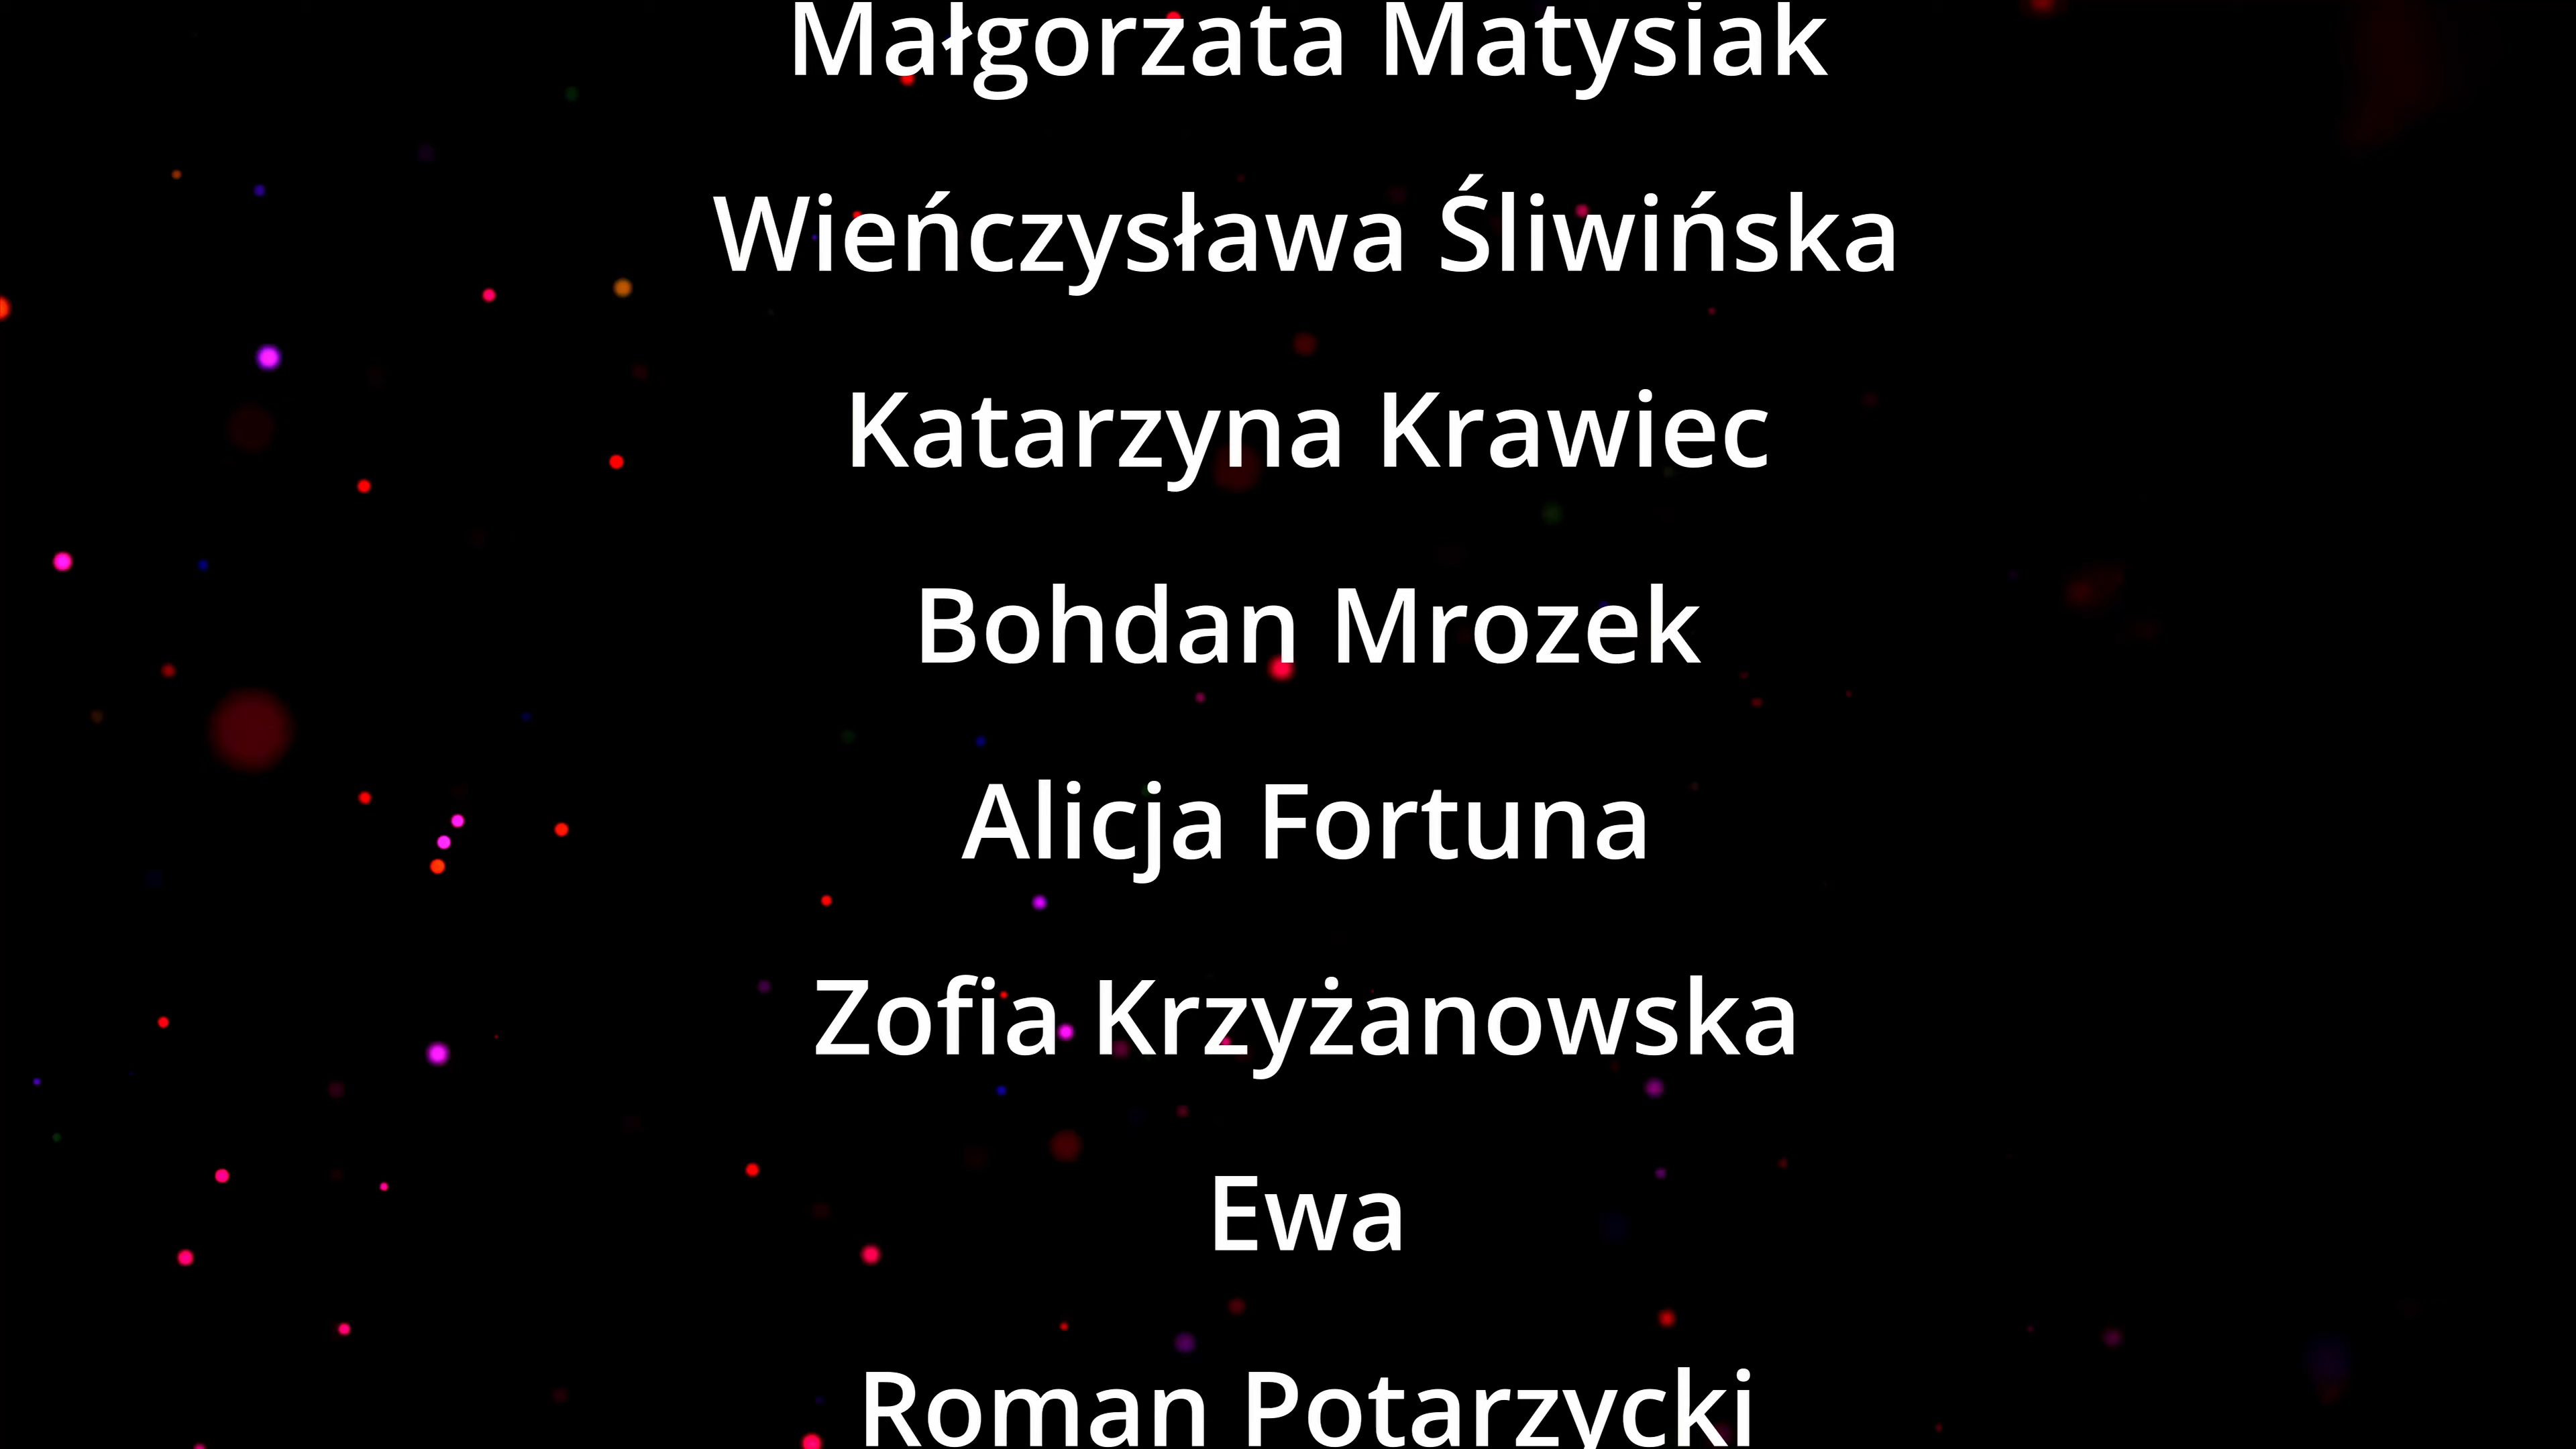 Małgorzata Matysiak
Wieńczysława Śliwińska
Katarzyna Krawiec
Bohdan Mrozek
Alicja Fortuna
Zofia Krzyżanowska
Ewa
Roman Potarzycki